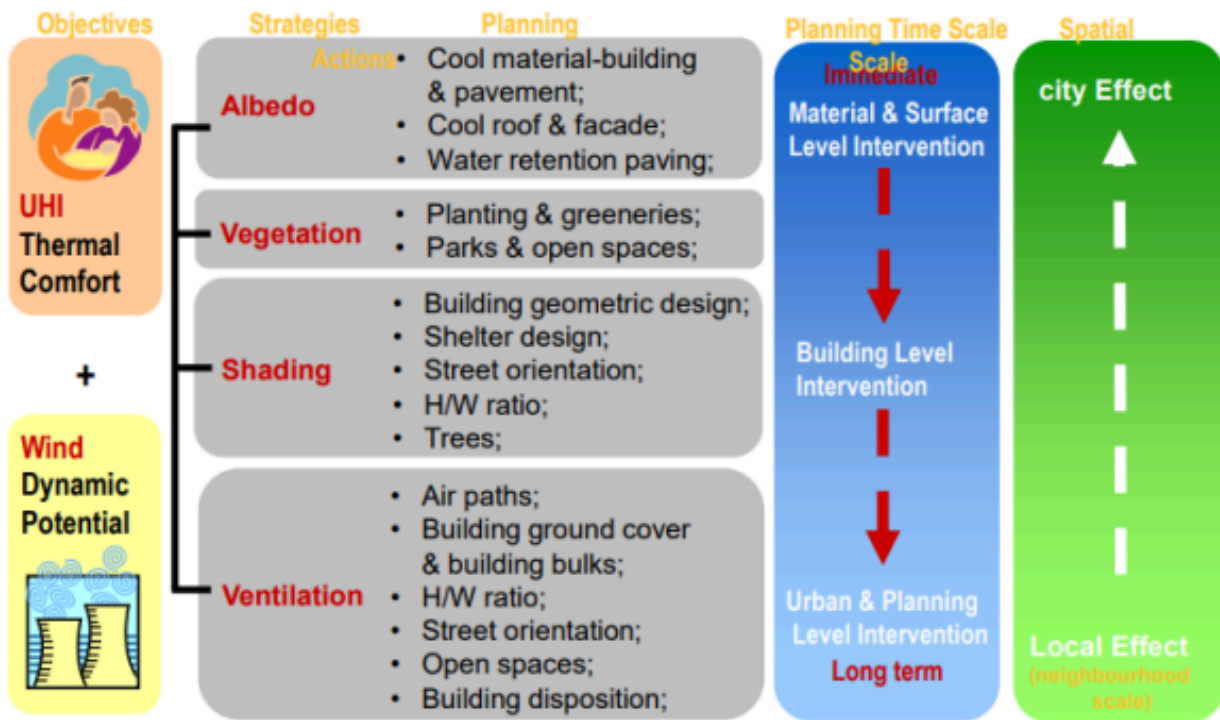 Objectives
Strategies
Planning
Actions
Planning Time Scale
Spatial
Scale
UHI
Thermal
Comfort
+
Wind
Dynamic
Potential
Albedo
• Cool material-building
& pavement;
• Cool roof & facade;
• Water retention paving;
Vegetation
• Planting & greeneries;
• Parks & open spaces;
Shading
• Building geometric design;
• Shelter design;
• Street orientation;
• H/W ratio;
• Trees;
Ventilation
• Air paths;
• Building ground cover
& building bulks;
• H/W ratio;
• Street orientation;
• Open spaces;
• Building disposition;
Immediate
Material & Surface
Level Intervention
Building Level
Intervention
Urban & Planning
Level Intervention
Long term
city Effect
Local Effect
(neighbourhood
scale)